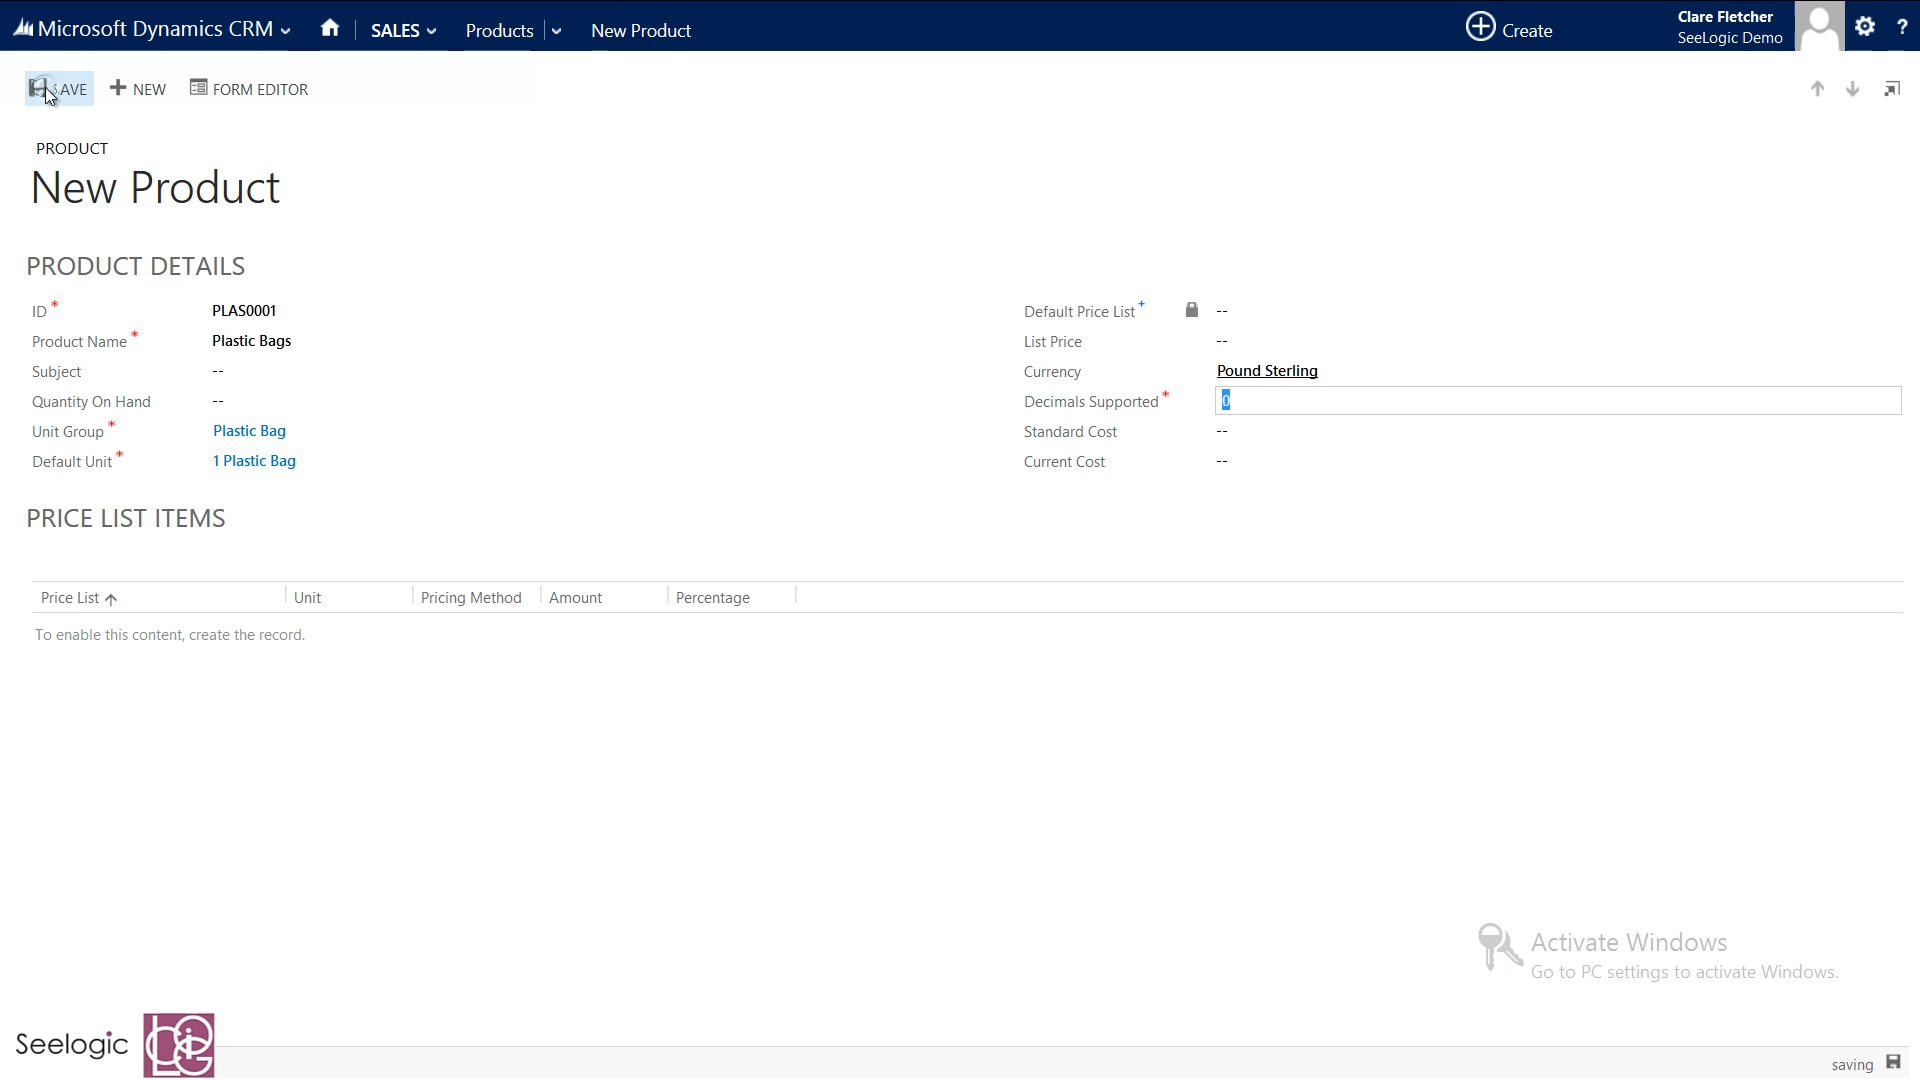 Microsoft Dynamics CRM SALES Products New Product Create Clare Fletcher
SeeLogic Demo ?
SAVE NEW FORM EDITOR
PRODUCT
New Product
PRODUCT DETAILS
ID* PLAS0001
Product Name* Plastic Bags
Subject --
Quantity On Hand --
Unit Group* Plastic Bag
Default Unit* 1 Plastic Bag
Default Price List+ --
List Price --
Currency Pound Sterling
Decimals Supported* 0
Standard Cost --
Current Cost --
PRICE LIST ITEMS
Price List Unit Pricing Method Amount Percentage
To enable this content, create the record.
Activate Windows
Go to PC settings to activate Windows.
Seelogic
saving